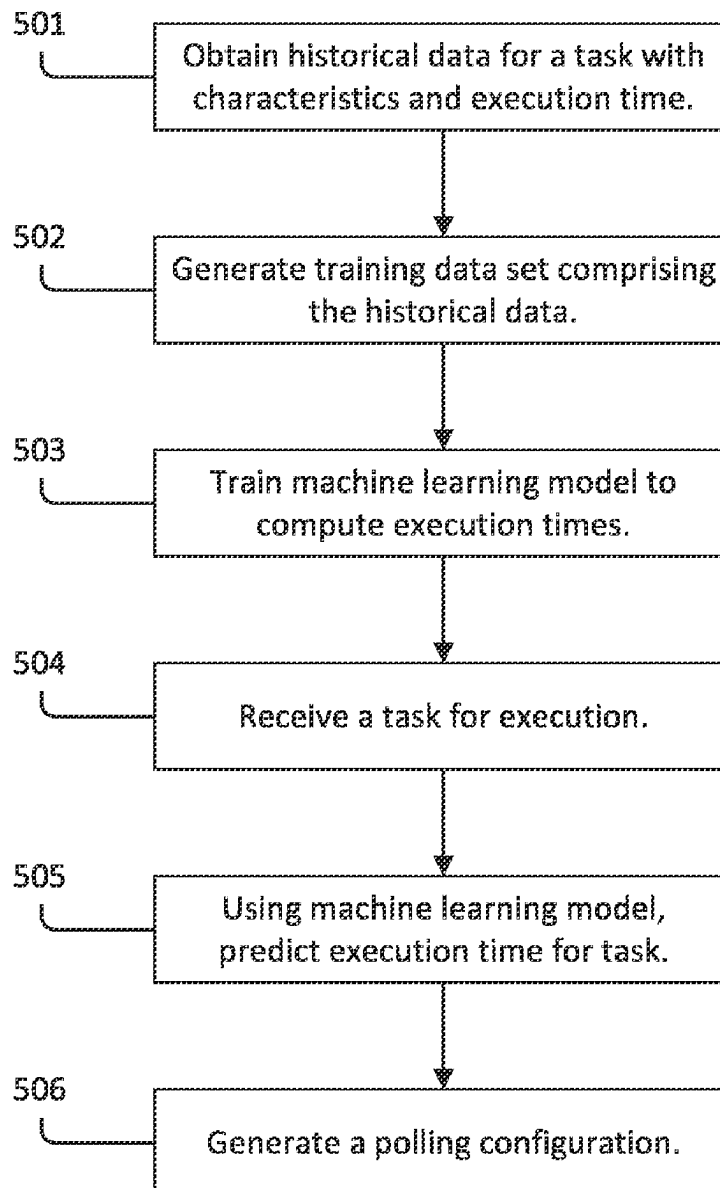 501
Obtain historical data for a task with
characteristics and execution time.
502
Generate training data set comprising
the historical data.
503
Train machine learning model to
compute execution times.
504
Receive a task for execution.
505
Using machine learning model,
predict execution time for task.
506
Generate a polling configuration.